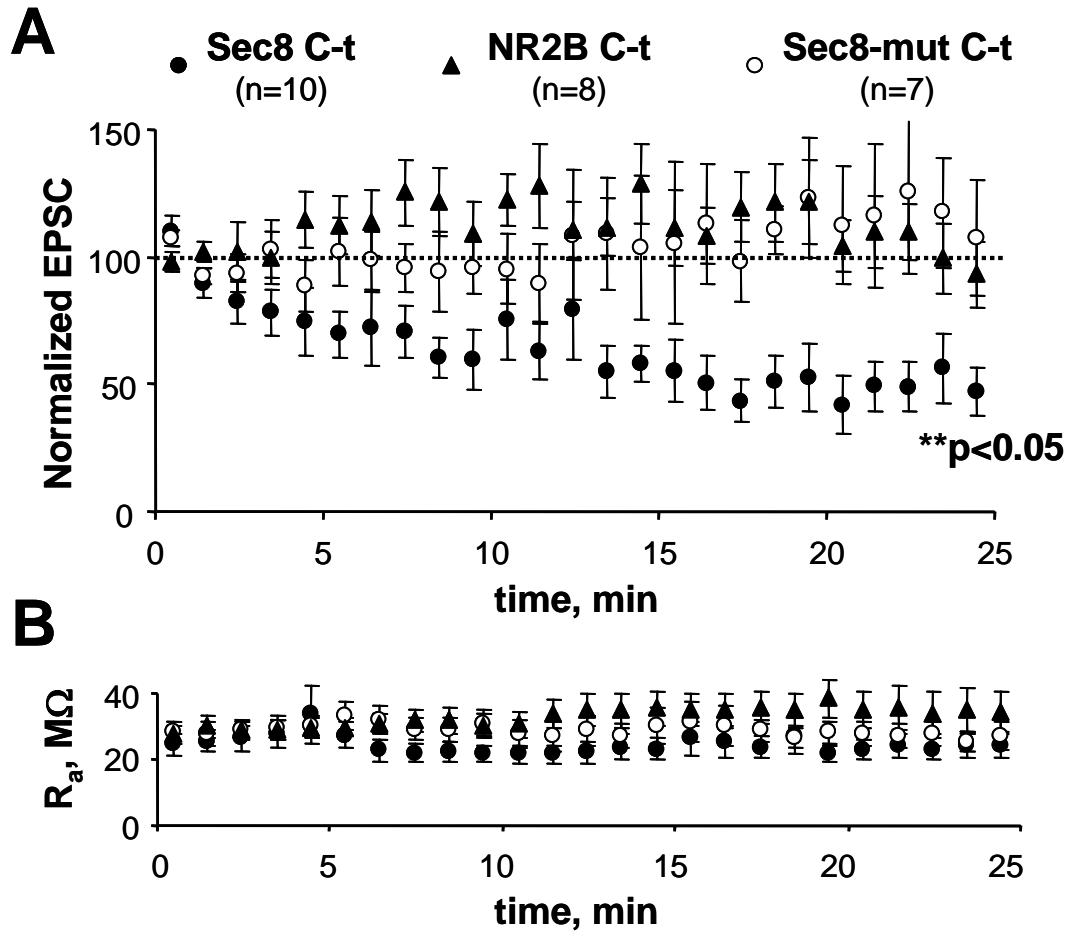 A
Sec8 C-t NR2B C-t Sec8-mut C-t
(n=10) (n=8) (n=7)
150
100
50
0
Normalized EPSC
**p<0.05
0 5 10 15 20 25
time, min
B
40
20
0
Ra, MΩ
0 5 10 15 20 25
time, min